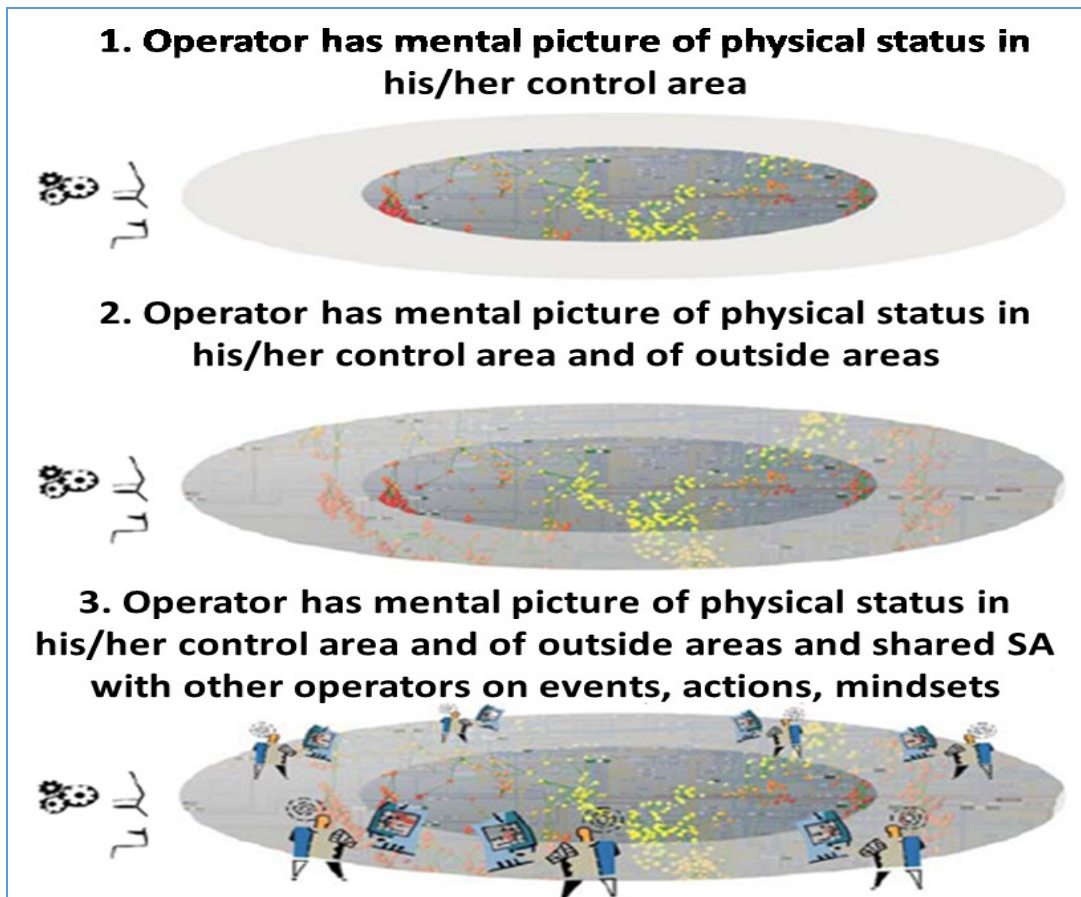 1. Operator has mental picture of physical status in
his/her control area
2. Operator has mental picture of physical status in
his/her control area and of outside areas
3. Operator has mental picture of physical status in
his/her control area and of outside areas and shared SA
with other operators on events, actions, mindsets